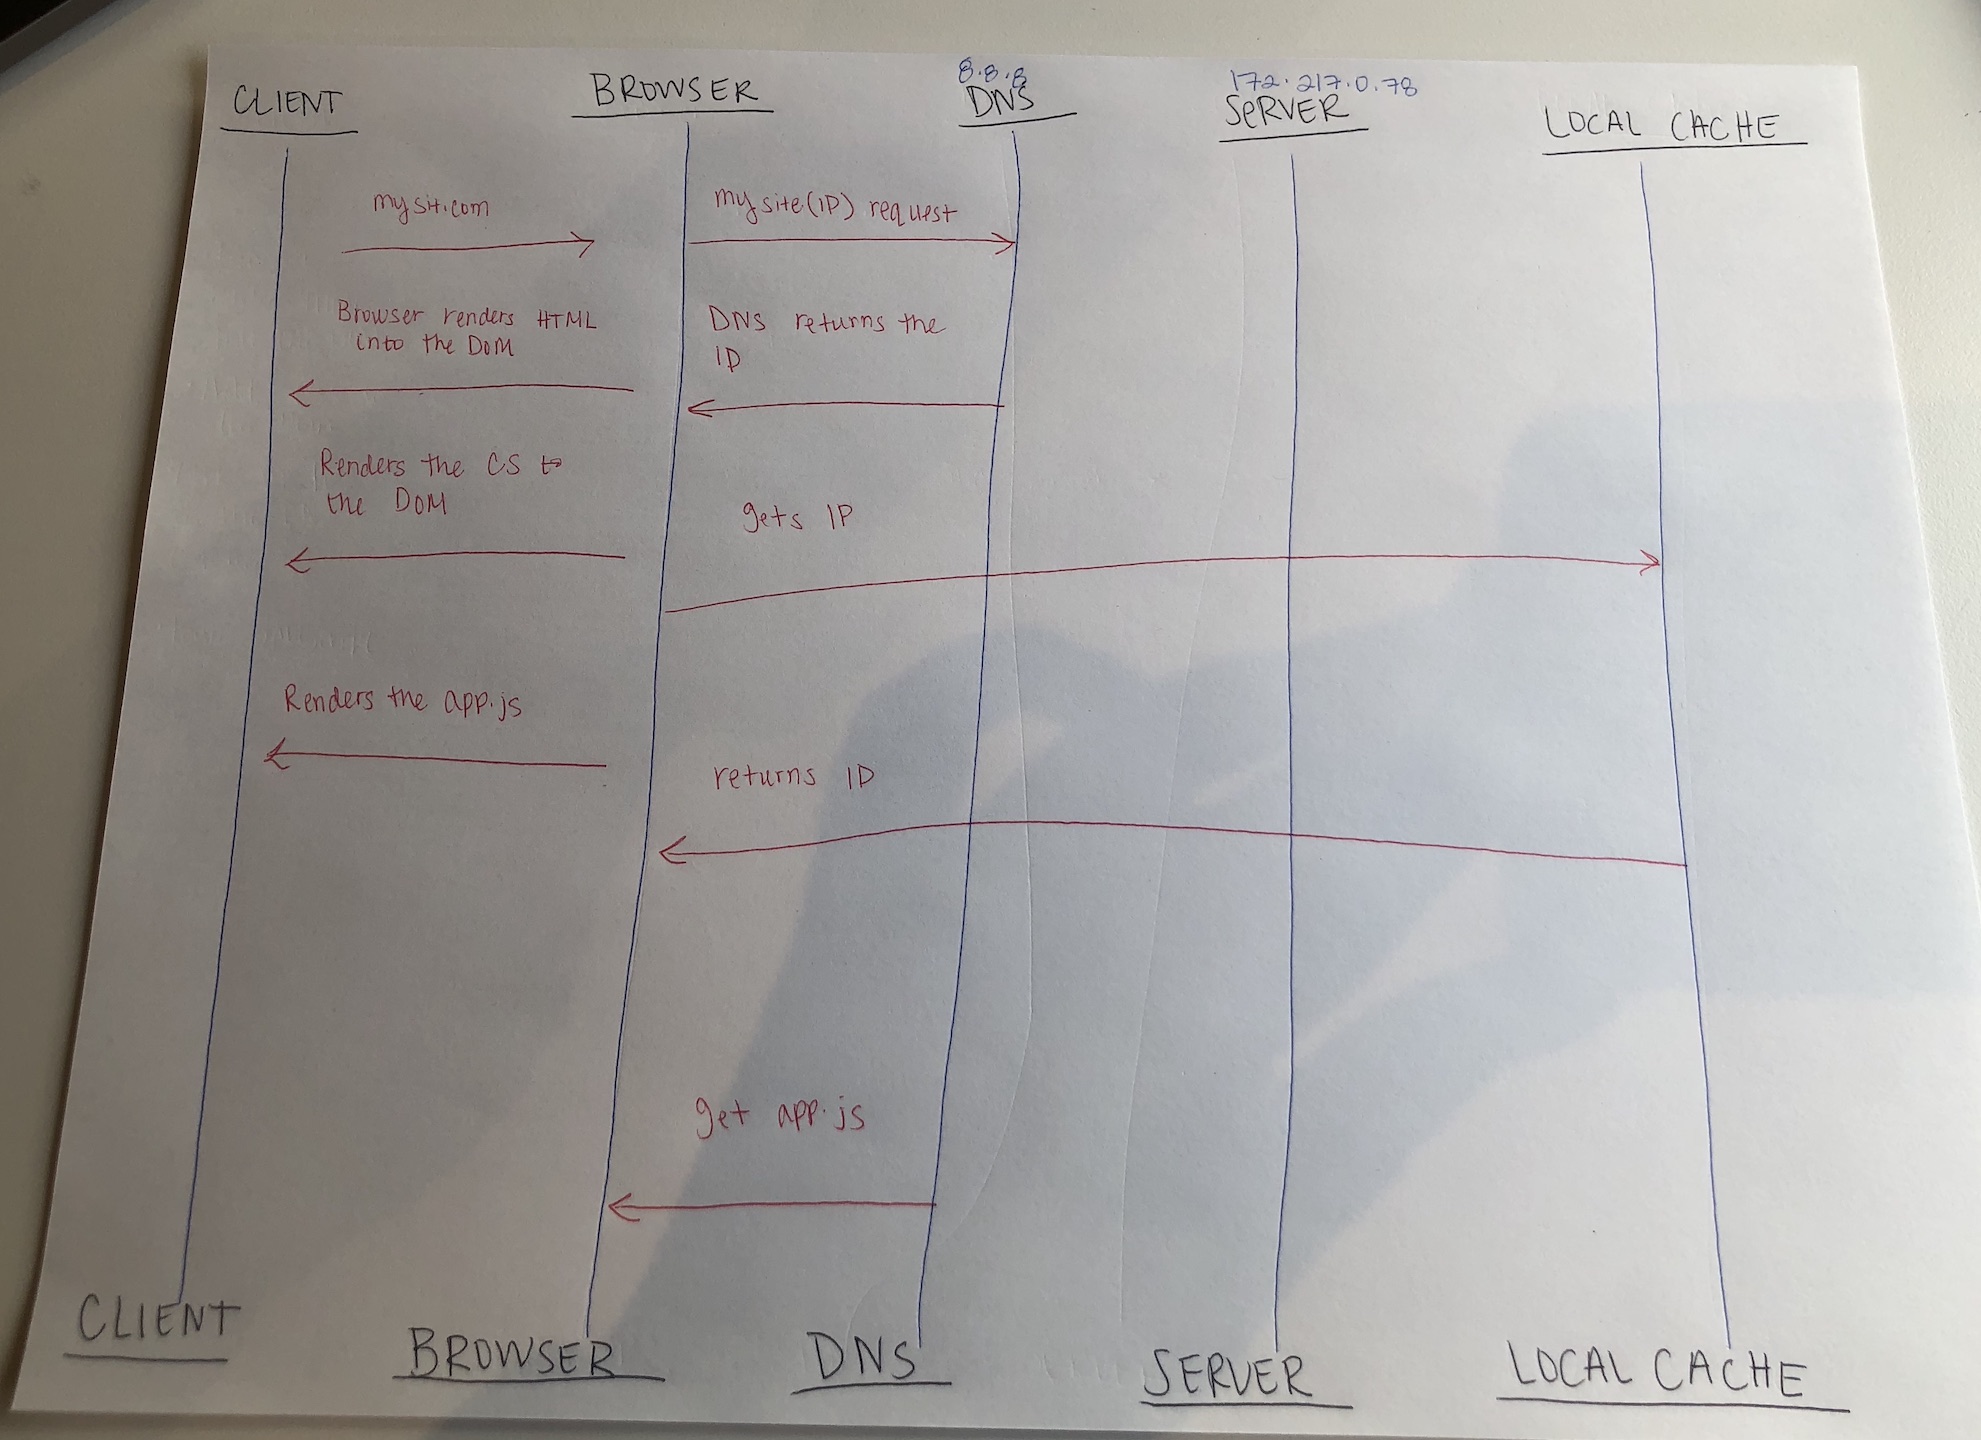 CLIENT
BROWSER
8.8.8
DNS
172.217.0.78
SERVER
LOCAL CACHE
mysit.com
mysite(IP) request
Browser renders HTML
into the DOM
DNS returns the
IP
Renders the CS to
the DOM
gets IP
Renders the app.js
returns IP
get app.js
CLIENT
BROWSER
DNS
SERVER
LOCAL CACHE